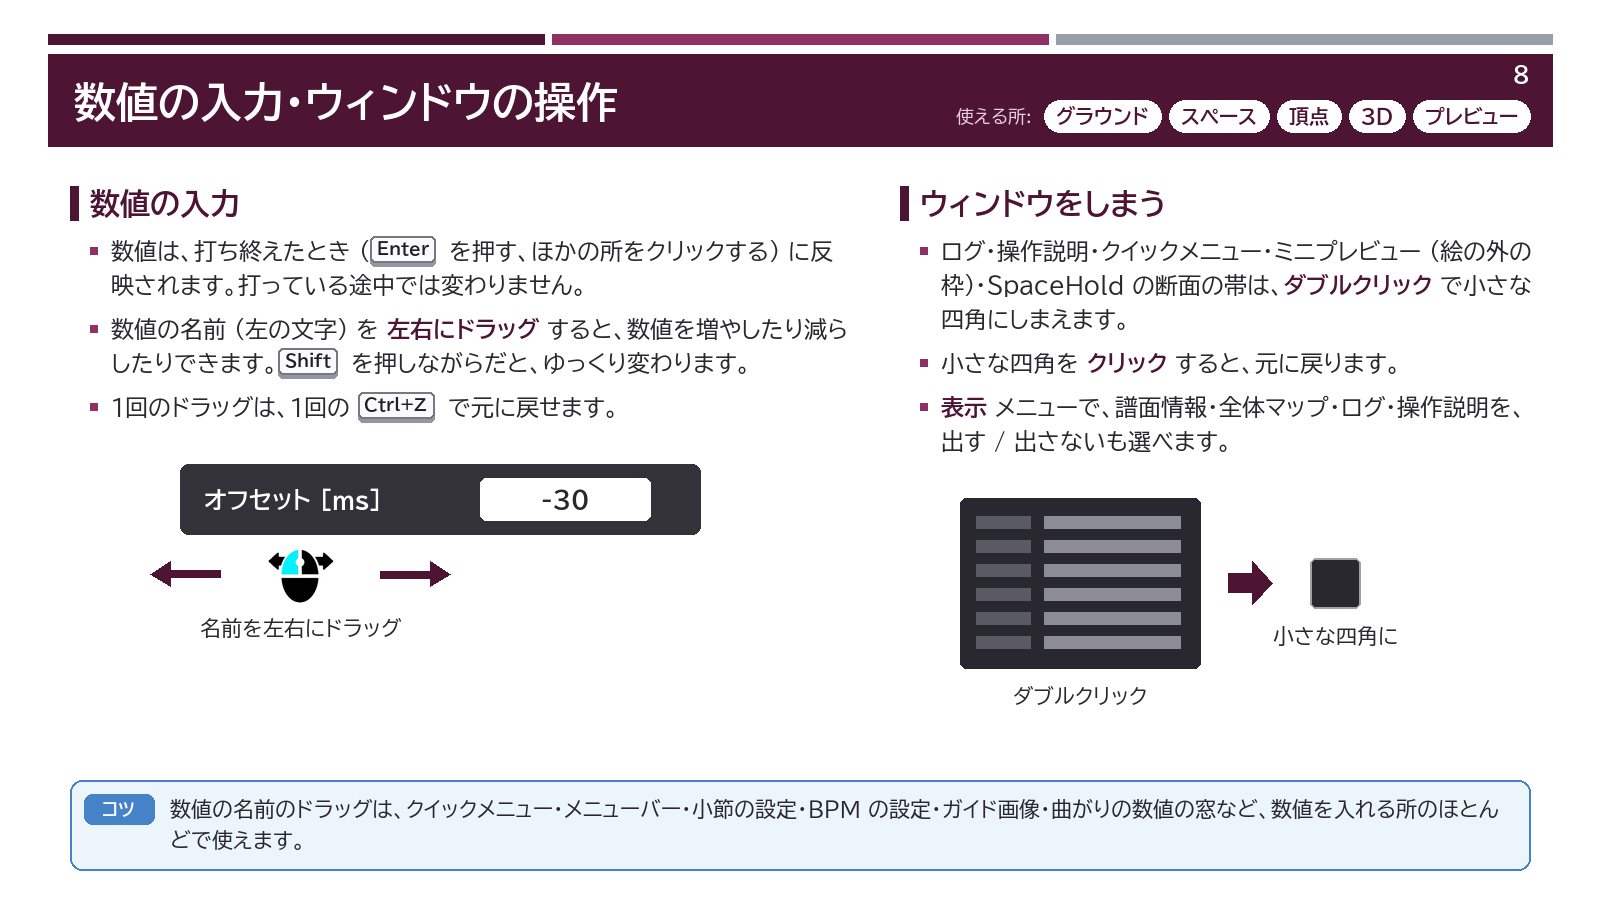 8
数値の入力・ウィンドウの操作
使える所: グラウンド スペース 頂点 3D プレビュー
数値の入力
数値は、打ち終えたとき (Enter を押す、ほかの所をクリックする) に反
映されます。打っている途中では変わりません。
数値の名前 (左の文字) を 左右にドラッグ すると、数値を増やしたり減ら
したりできます。Shift を押しながらだと、ゆっくり変わります。
1回のドラッグは、1回の Ctrl+Z で元に戻せます。
オフセット [ms] -30
名前を左右にドラッグ
ウィンドウをしまう
ログ・操作説明・クイックメニュー・ミニプレビュー (絵の外の
枠)・SpaceHold の断面の帯は、ダブルクリック で小さな
四角にしまえます。
小さな四角を クリック すると、元に戻ります。
表示 メニューで、譜面情報・全体マップ・ログ・操作説明を、
出す / 出さないも選べます。
小さな四角に
ダブルクリック
コツ 数値の名前のドラッグは、クイックメニュー・メニューバー・小節の設定・BPM の設定・ガイド画像・曲がりの数値の窓など、数値を入れる所のほとん
どで使えます。